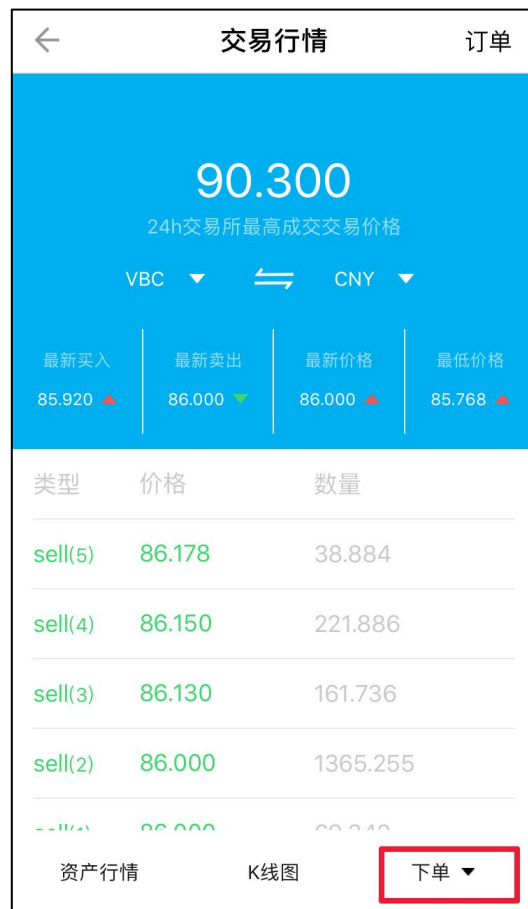 交易行情 订单
90.300
24h交易所最高成交交易价格
VBC CNY
最新买入 最新卖出 最新价格 最低价格
85.920 86.000 86.000 85.768
类型 价格 数量
sell(5) 86.178 38.884
sell(4) 86.150 221.886
sell(3) 86.130 161.736
sell(2) 86.000 1365.255
资产行情 K线图 下单